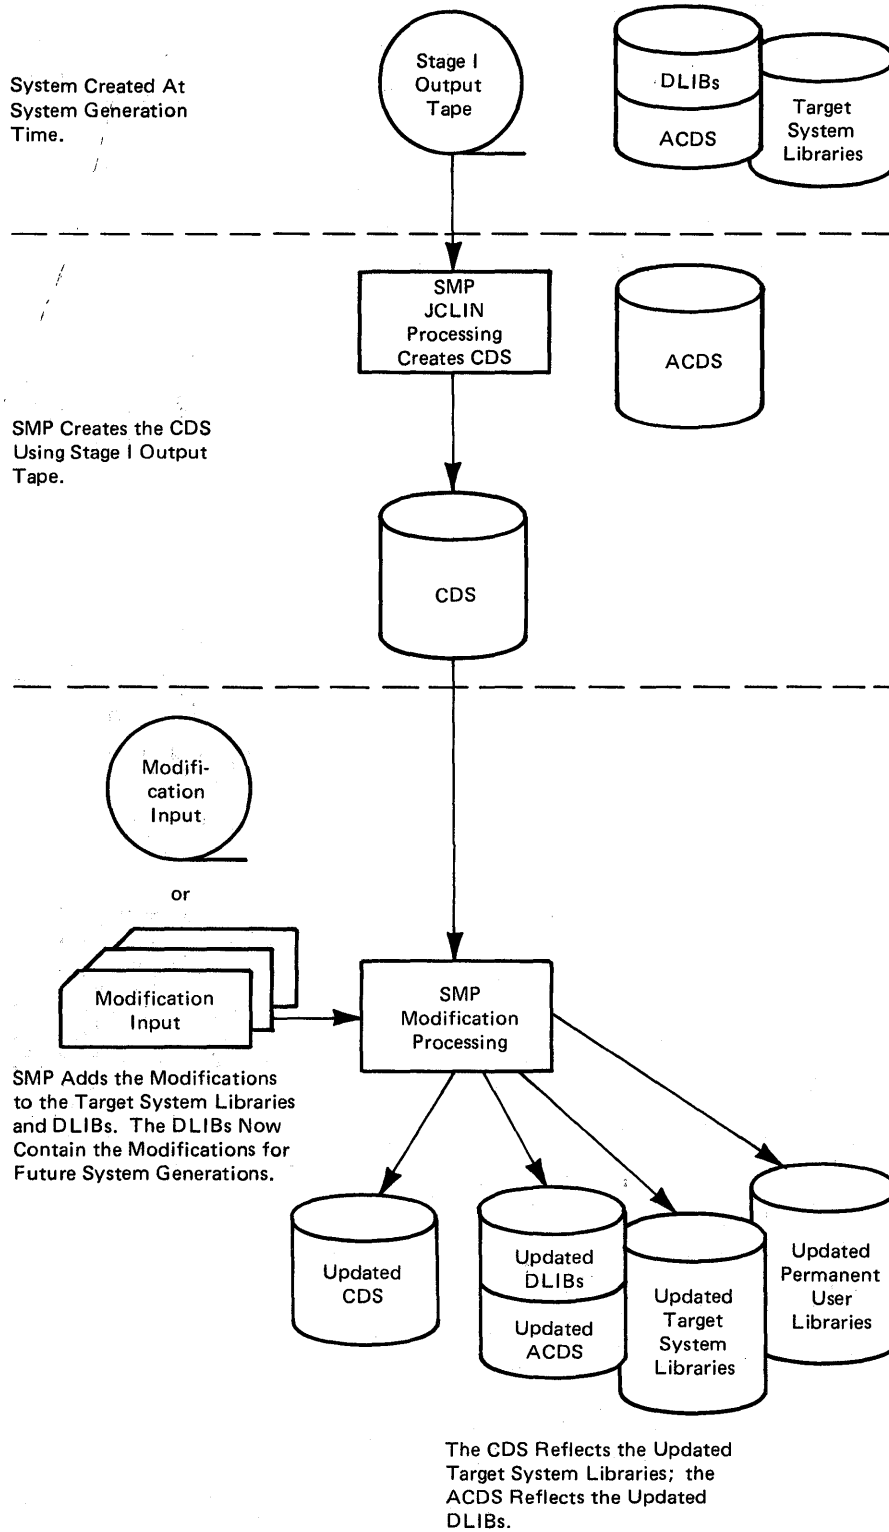 System Created At
System Generation
Time.
Stage I
Output
Tape
DLIBs
ACDS
Target
System
Libraries
SMP
JCLIN
Processing
Creates CDS
ACDS
SMP Creates the CDS
Using Stage I Output
Tape.
CDS
Modifi-
cation
Input
or
Modification
Input
SMP
Modification
Processing
SMP Adds the Modifications
to the Target System Libraries
and DLIBs. The DLIBs Now
Contain the Modifications for
Future System Generations.
Updated
CDS
Updated
DLIBs
Updated
ACDS
Updated
Target
System
Libraries
Updated
Permanent
User
Libraries
The CDS Reflects the Updated
Target System Libraries; the
ACDS Reflects the Updated
DLIBs.